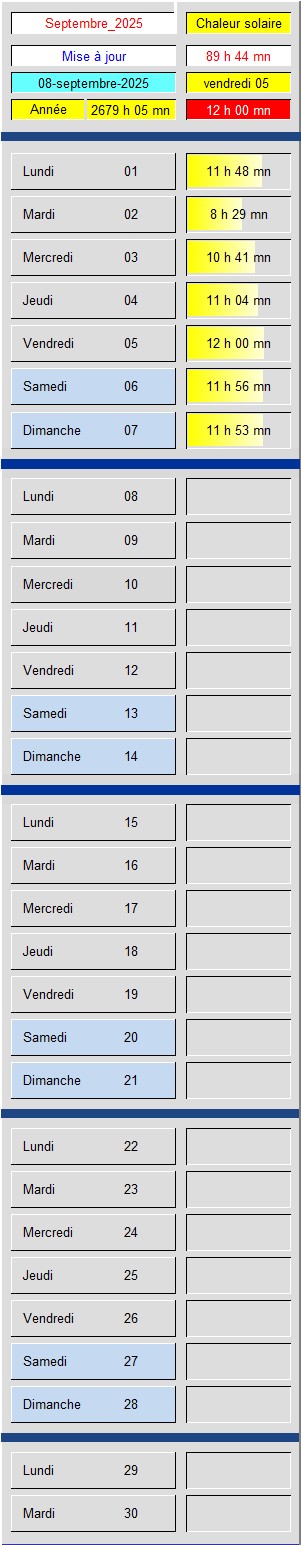 Septembre_2025 Chaleur solaire
Mise à jour 89 h 44 mn
08-septembre-2025 vendredi 05
Année 2679 h 05 mn 12 h 00 mn
Lundi 01 11 h 48 mn
Mardi 02 8 h 29 mn
Mercredi 03 10 h 41 mn
Jeudi 04 11 h 04 mn
Vendredi 05 12 h 00 mn
Samedi 06 11 h 56 mn
Dimanche 07 11 h 53 mn
Lundi 08
Mardi 09
Mercredi 10
Jeudi 11
Vendredi 12
Samedi 13
Dimanche 14
Lundi 15
Mardi 16
Mercredi 17
Jeudi 18
Vendredi 19
Samedi 20
Dimanche 21
Lundi 22
Mardi 23
Mercredi 24
Jeudi 25
Vendredi 26
Samedi 27
Dimanche 28
Lundi 29
Mardi 30